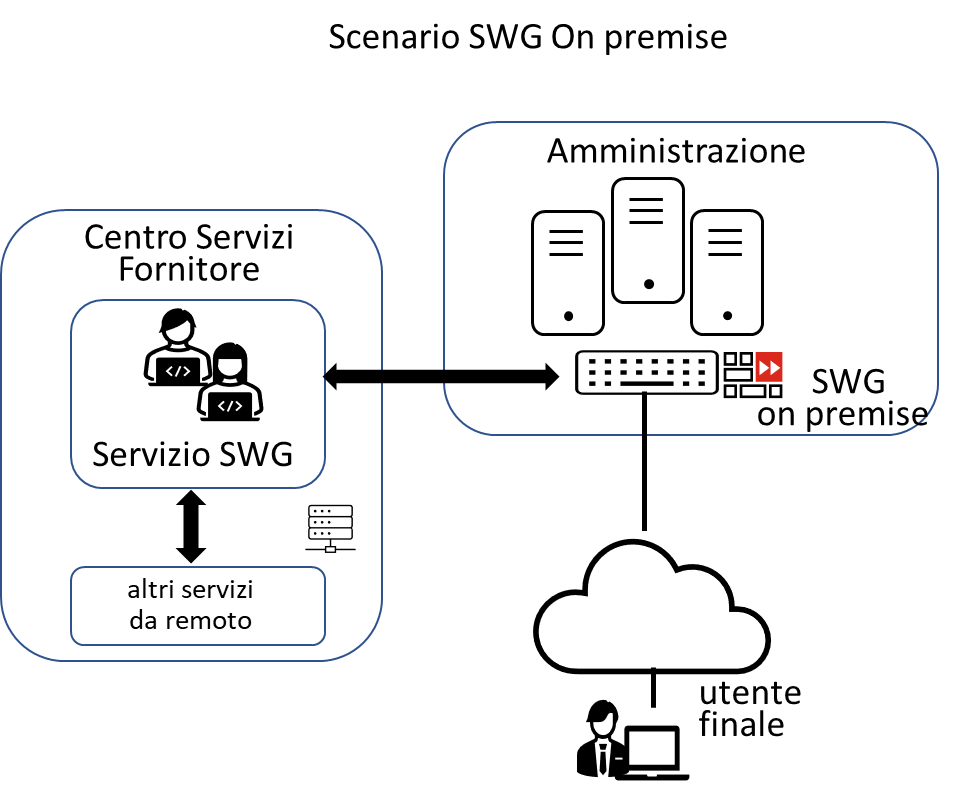 Scenario SWG On premise
Amministrazione
Centro Servizi
Fornitore
</>
</>
Servizio SWG
SWG
on premise
altri servizi
da remoto
utente
finale